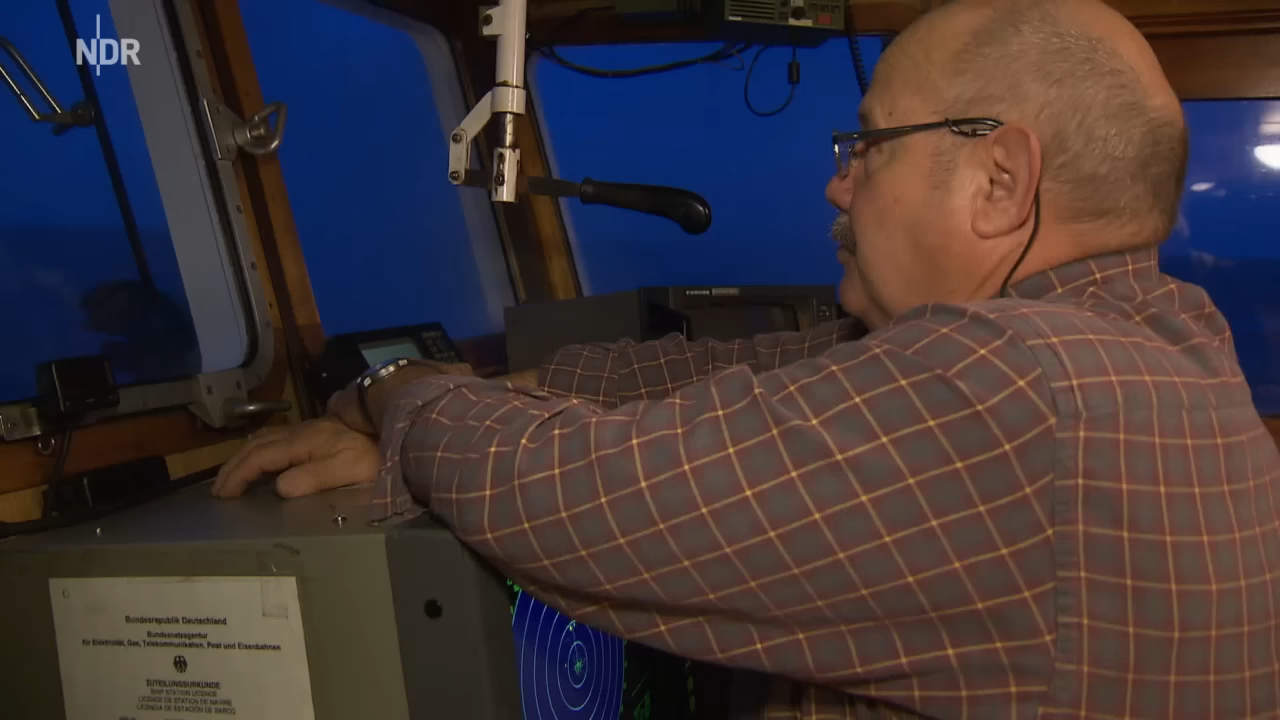 NDR
FURUNO
Bundesrepublik Deutschland
Bundesnetzagentur
für Elektrizität, Gas, Telekommunikation, Post und Eisenbahnen
ZUTEILUNGSURKUNDE
SHIP STATION LICENCE
LICENCE DE STATION DE NAVIRE
LICENCIA DE ESTACIÓN DE BARCO